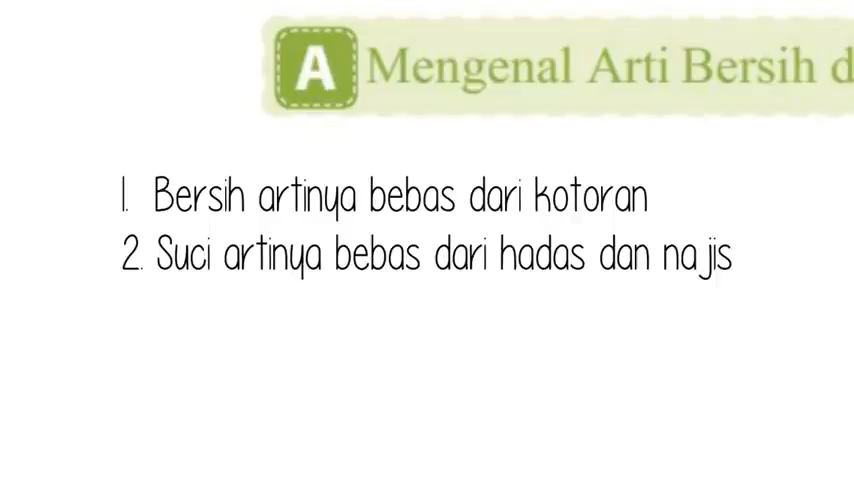 A Mengenal Arti Bersih d
1. Bersih artinya bebas dari kotoran
2. Suci artinya bebas dari hadas dan najis